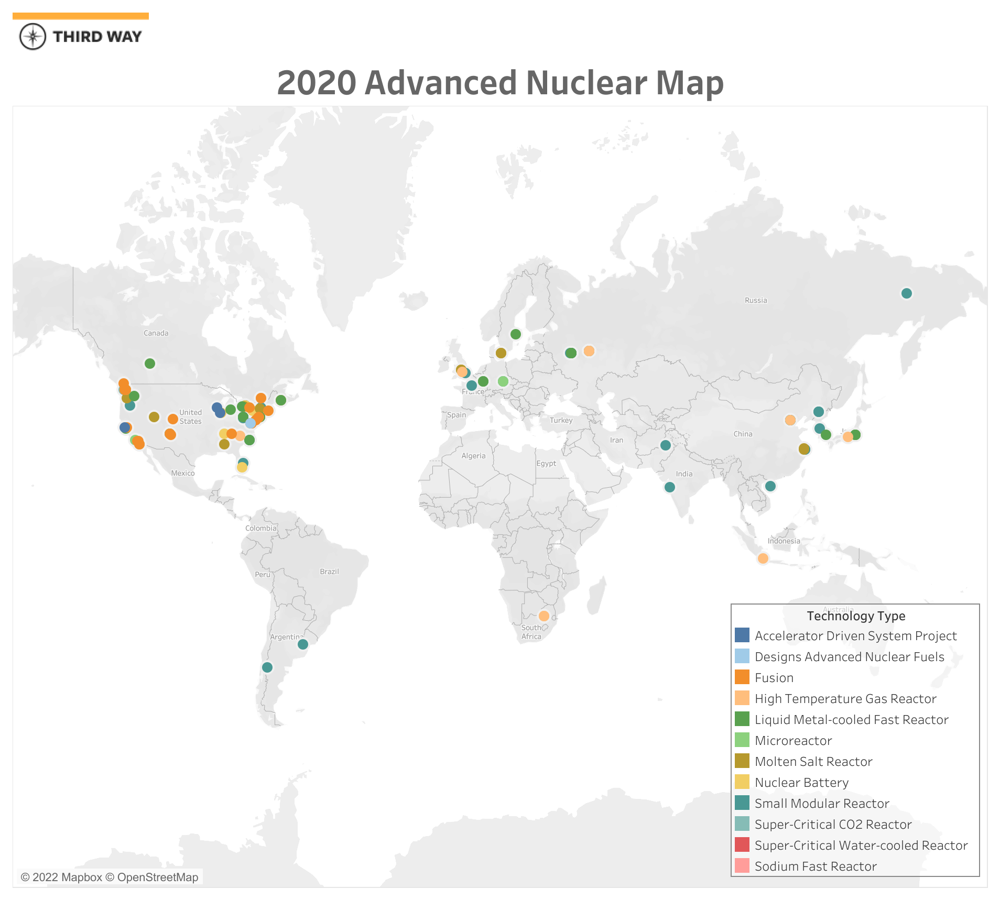 THIRD WAY
2020 Advanced Nuclear Map
Russia
Canada
United
States
France
Spain
Turkey
China
Iran
Algeria
Egypt
Mexico
India
Colombia
Indonesia
Peru
Brazil
Australia
South
Africa
Argentina
Technology Type
Accelerator Driven System Project
Designs Advanced Nuclear Fuels
Fusion
High Temperature Gas Reactor
Liquid Metal-cooled Fast Reactor
Microreactor
Molten Salt Reactor
Nuclear Battery
Small Modular Reactor
Super-Critical CO2 Reactor
Super-Critical Water-cooled Reactor
Sodium Fast Reactor
© 2022 Mapbox © OpenStreetMap